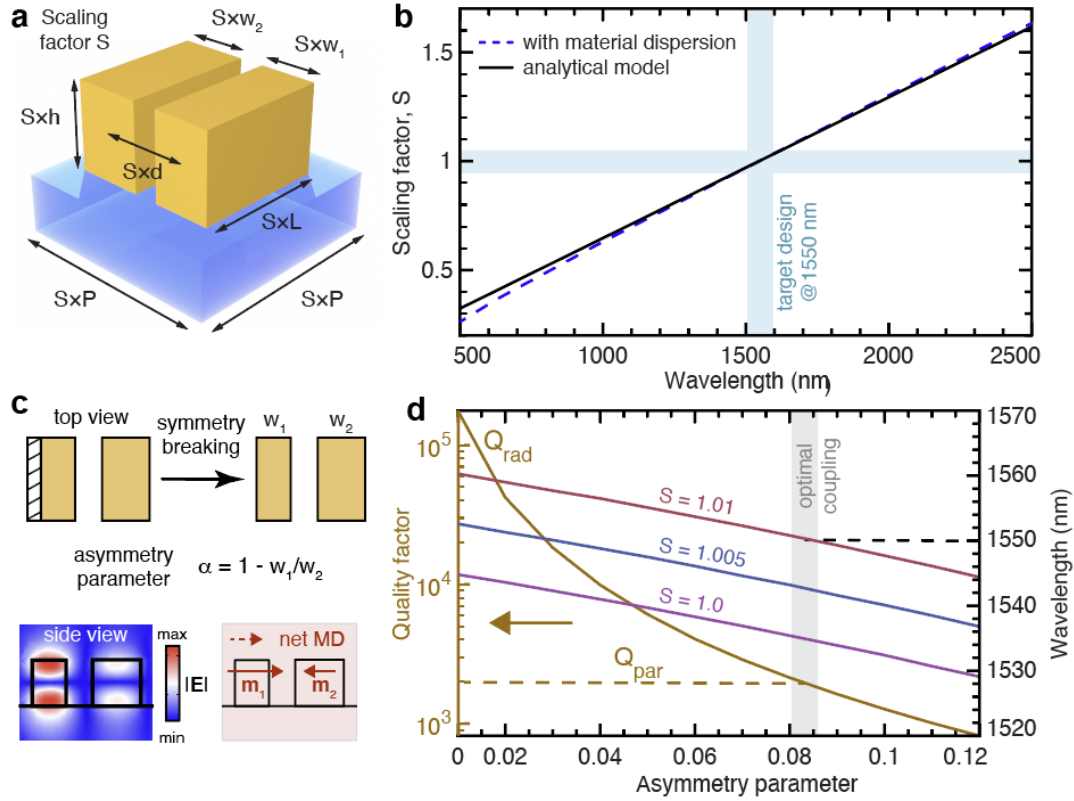 a
Scaling
factor S
S×w2
S×w1
S×h
S×d
S×L
S×P
S×P
b
Scaling factor, S
1.5
1
0.5
with material dispersion
analytical model
target design
@1550 nm
500
1000
1500
2000
2500
Wavelength (nm)
c
top view
symmetry
breaking
w1
w2
asymmetry
parameter
α = 1 - w1/w2
side view
max
|E|
min
net MD
m1
m2
d
Quality factor
10^5
10^4
10^3
Qrad
Qpar
S = 1.01
S = 1.005
S = 1.0
optimal
coupling
1570
1560
1550
1540
1530
1520
Wavelength (nm)
0
0.02
0.04
0.06
0.08
0.1
0.12
Asymmetry parameter